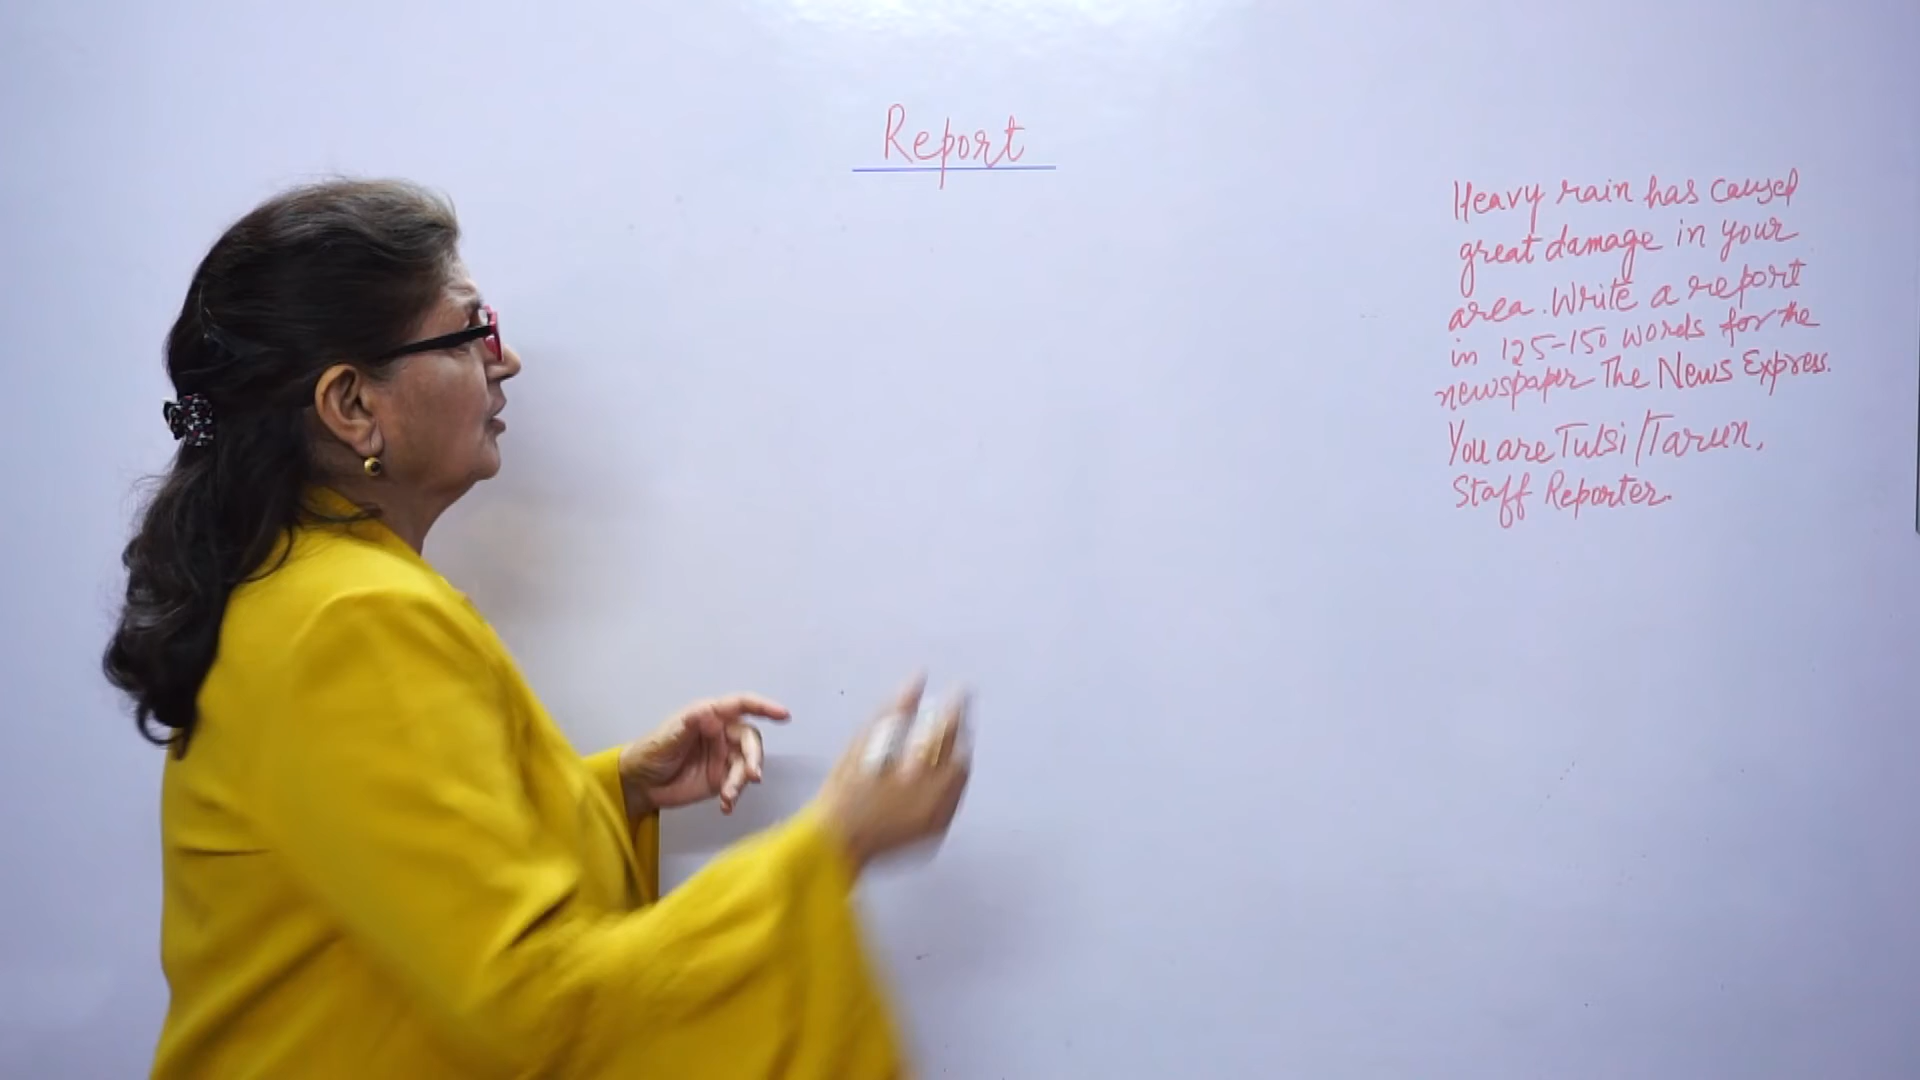 Report
Heavy rain has caused
great damage in your
area. Write a report
in 125-150 words for the
newspaper The News Express.
You are Tulsi/Tarun,
Staff Reporter.